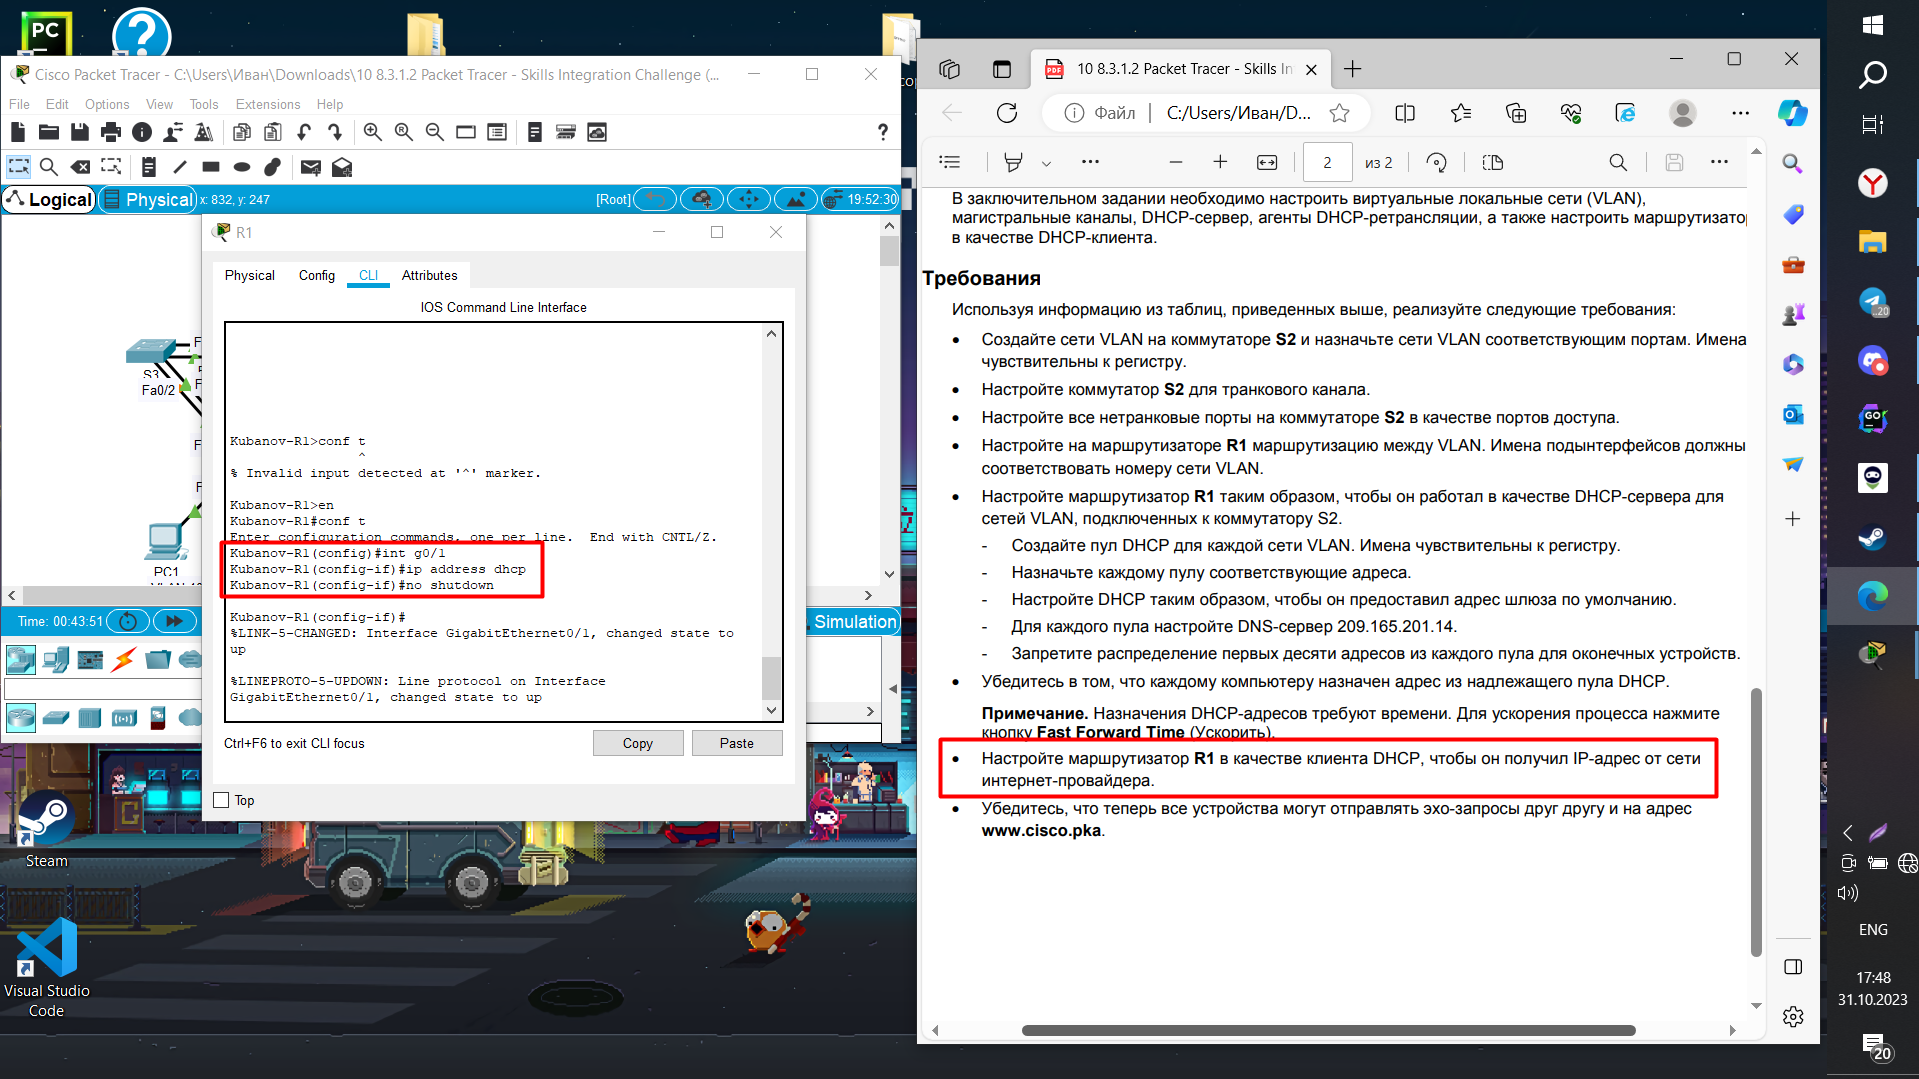 PC
Cisco Packet Tracer - C:\Users\Иван\Downloads\10 8.3.1.2 Packet Tracer - Skills Integration Challenge (...
File Edit Options View Tools Extensions Help
Logical
Physical
x: 832, y: 247
[Root]
19:52:30
S3
Fa0/2
PC1
Time: 00:43:51
Simulation
R1
Physical Config CLI Attributes
IOS Command Line Interface
Kubanov-R1>conf t
^
% Invalid input detected at '^' marker.
Kubanov-R1>en
Kubanov-R1#conf t
Enter configuration commands, one per line. End with CNTL/Z.
Kubanov-R1(config)#int g0/1
Kubanov-R1(config-if)#ip address dhcp
Kubanov-R1(config-if)#no shutdown
Kubanov-R1(config-if)#
%LINK-5-CHANGED: Interface GigabitEthernet0/1, changed state to
up
%LINEPROTO-5-UPDOWN: Line protocol on Interface
GigabitEthernet0/1, changed state to up
Ctrl+F6 to exit CLI focus
Copy
Paste
Top
Steam
Visual Studio
Code
PDF
10 8.3.1.2 Packet Tracer - Skills In
Файл
C:/Users/Иван/D...
2
из 2
В заключительном задании необходимо настроить виртуальные локальные сети (VLAN),
магистральные каналы, DHCP-сервер, агенты DHCP-ретрансляции, а также настроить маршрутизатор
в качестве DHCP-клиента.
Требования
Используя информацию из таблиц, приведенных выше, реализуйте следующие требования:
• Создайте сети VLAN на коммутаторе S2 и назначьте сети VLAN соответствующим портам. Имена
чувствительны к регистру.
• Настройте коммутатор S2 для транкового канала.
• Настройте все нетранковые порты на коммутаторе S2 в качестве портов доступа.
• Настройте на маршрутизаторе R1 маршрутизацию между VLAN. Имена подынтерфейсов должны
соответствовать номеру сети VLAN.
• Настройте маршрутизатор R1 таким образом, чтобы он работал в качестве DHCP-сервера для
сетей VLAN, подключенных к коммутатору S2.
- Создайте пул DHCP для каждой сети VLAN. Имена чувствительны к регистру.
- Назначьте каждому пулу соответствующие адреса.
- Настройте DHCP таким образом, чтобы он предоставил адрес шлюза по умолчанию.
- Для каждого пула настройте DNS-сервер 209.165.201.14.
- Запретите распределение первых десяти адресов из каждого пула для оконечных устройств.
• Убедитесь в том, что каждому компьютеру назначен адрес из надлежащего пула DHCP.
Примечание. Назначения DHCP-адресов требуют времени. Для ускорения процесса нажмите
кнопку Fast Forward Time (Ускорить).
• Настройте маршрутизатор R1 в качестве клиента DHCP, чтобы он получил IP-адрес от сети
интернет-провайдера.
• Убедитесь, что теперь все устройства могут отправлять эхо-запросы друг другу и на адрес
www.cisco.pka.
GO
ENG
17:48
31.10.2023
20